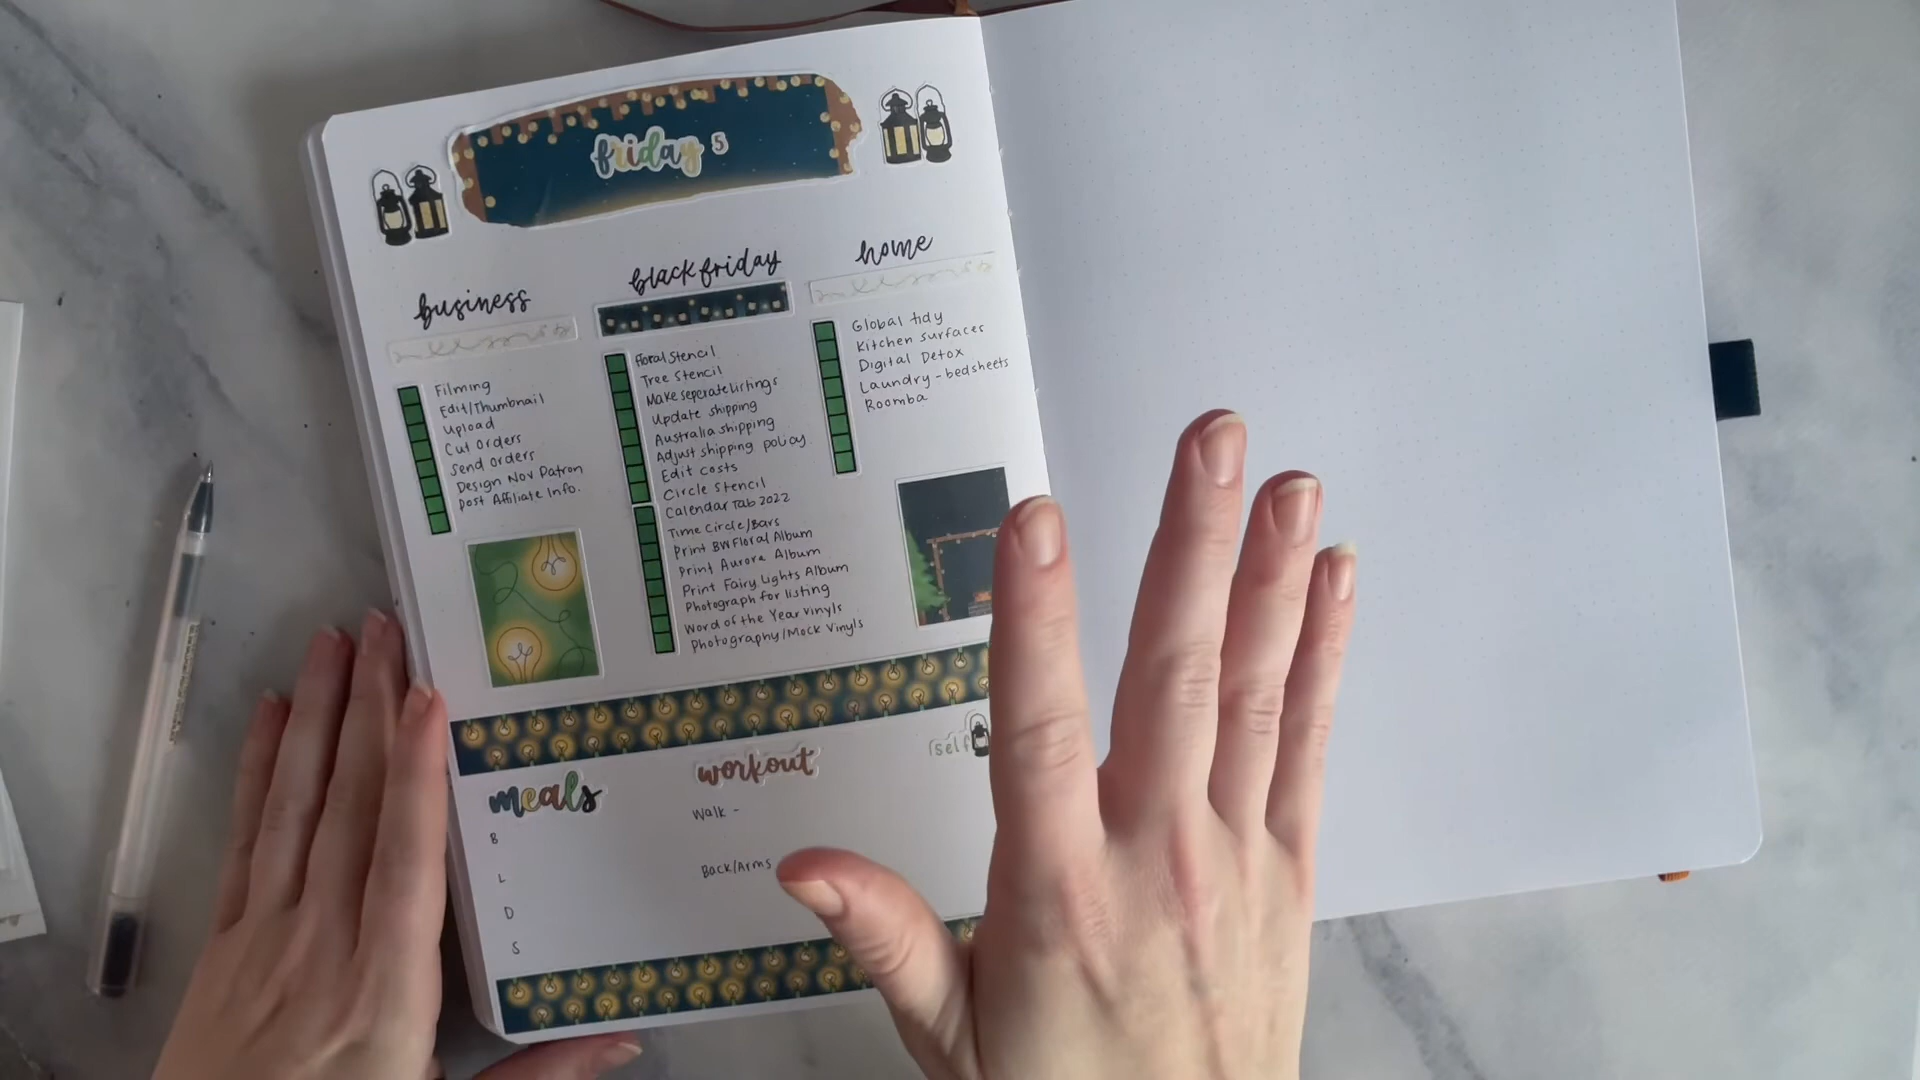 friday 5
business
Filming
Edit/Thumbnail
Upload
Cut Orders
Send Orders
Design Nov Patron
Post Affiliate Info.
black friday
Floral Stencil
Tree Stencil
Make seperate listings
Update shipping
Australia shipping
Adjust shipping policy
Edit costs
Circle Stencil
Calendar Tab 2022
Time Circle/Bars
Print BW Floral Album
Print Aurora Album
Print Fairy Lights Album
Photograph for listing
Word of the Year Vinyls
Photography/Mock Vinyls
home
Global tidy
Kitchen surfaces
Digital Detox
Laundry - bedsheets
Roomba
meals
B
L
D
S
workout
Walk -
Back/Arms
self